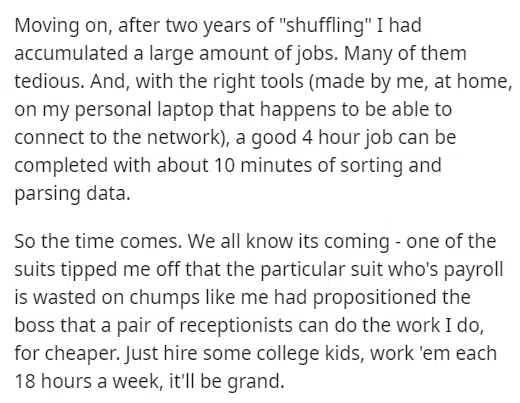 Moving on, after two years of "shuffling" I had
accumulated a large amount of jobs. Many of them
tedious. And, with the right tools (made by me, at home,
on my personal laptop that happens to be able to
connect to the network), a good 4 hour job can be
completed with about 10 minutes of sorting and
parsing data.
So the time comes. We all know its coming - one of the
suits tipped me off that the particular suit who's payroll
is wasted on chumps like me had propositioned the
boss that a pair of receptionists can do the work I do,
for cheaper. Just hire some college kids, work 'em each
18 hours a week, it'll be grand.